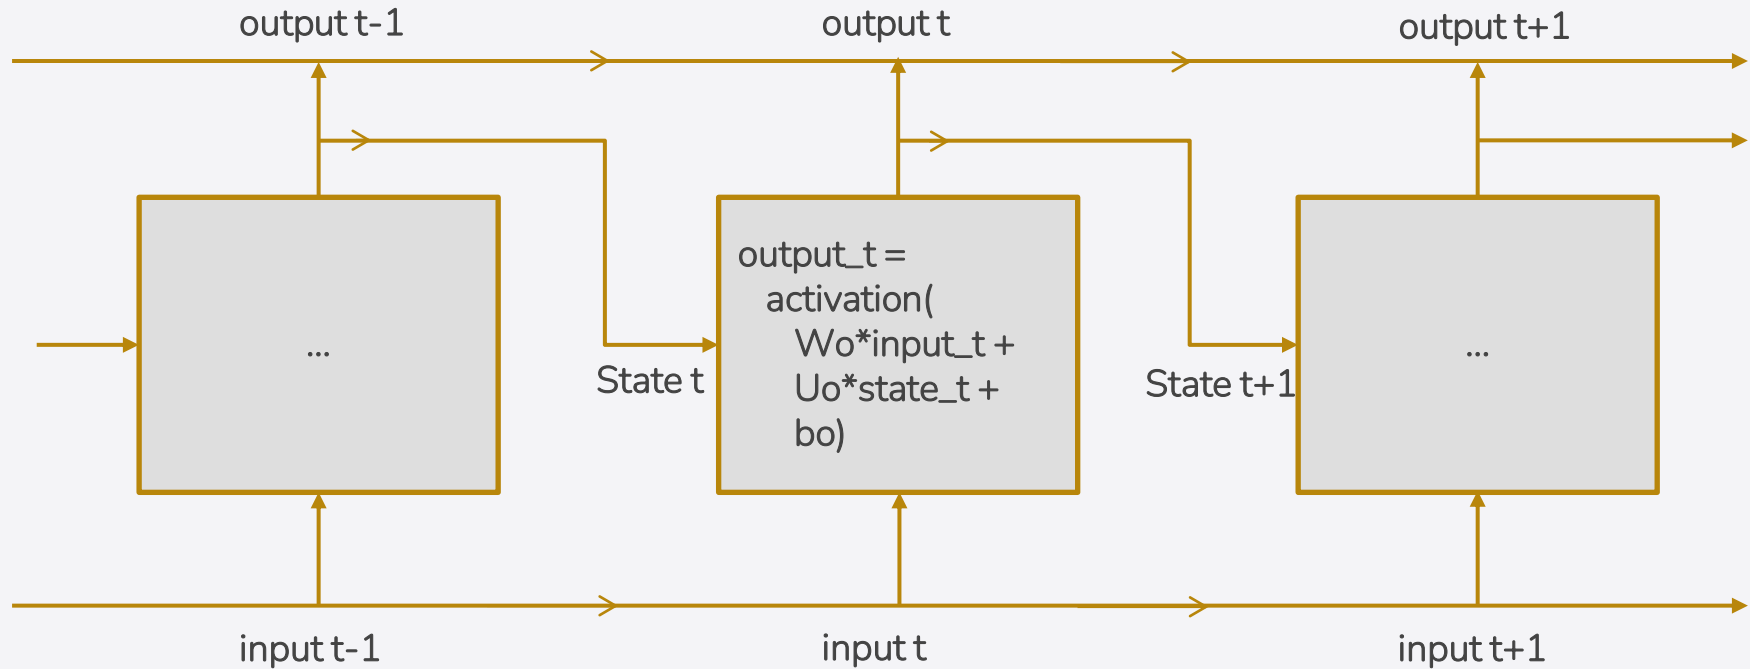 output t-1
output t
output t+1
output_t =
activation(
Wo*input_t +
Uo*state_t +
bo)
...
...
State t
State t+1
input t-1
input t
input t+1